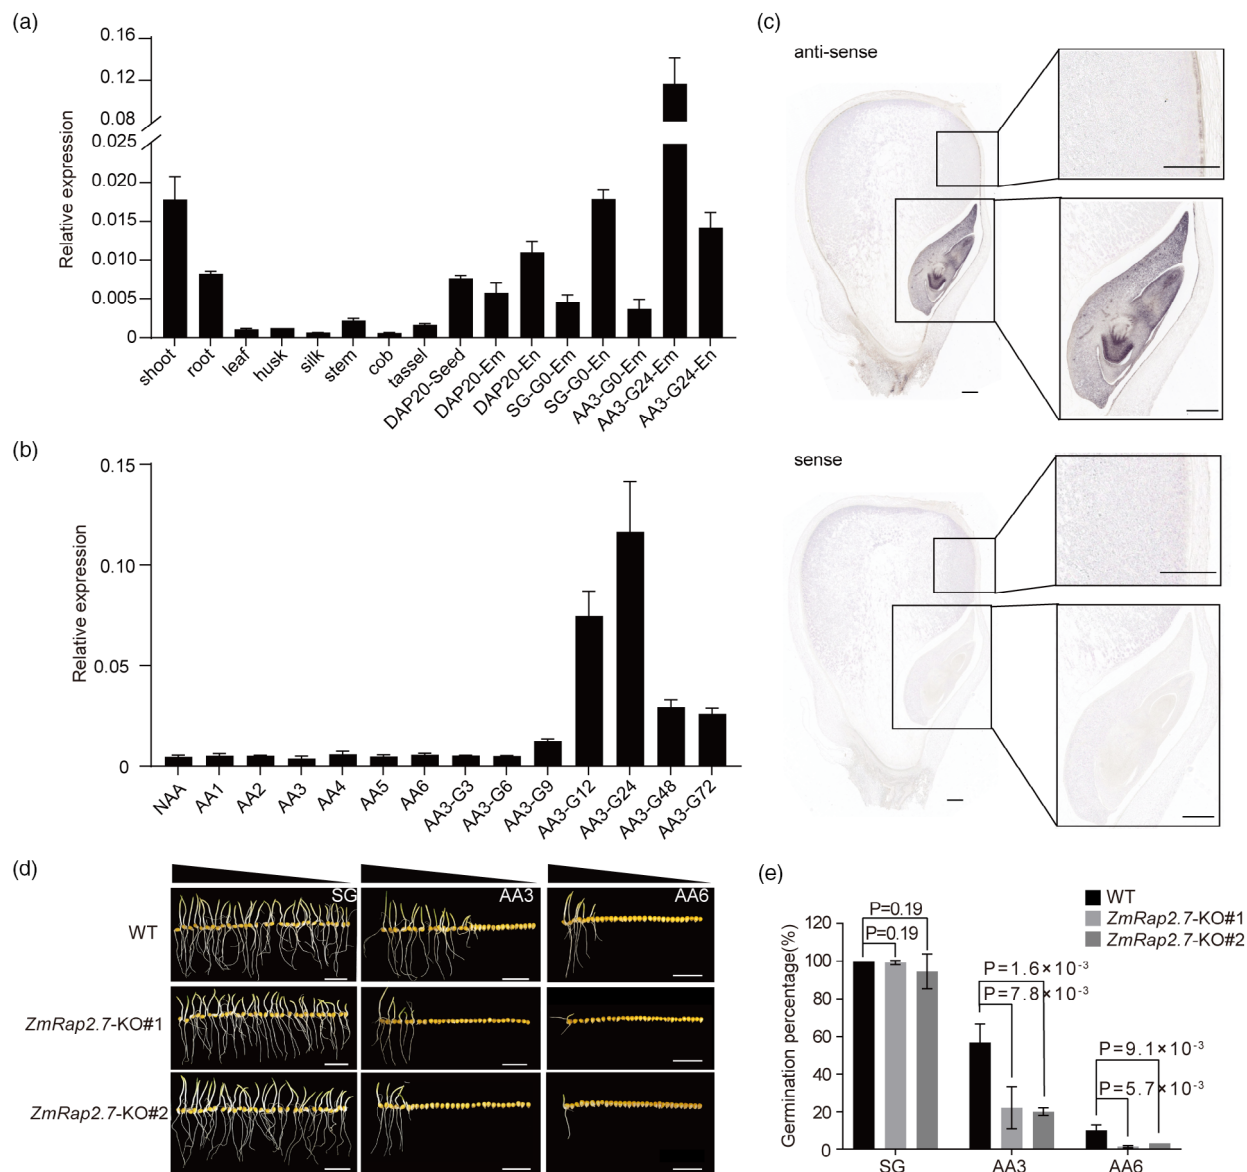 (a)
0.16
0.12
0.08
0.025
0.020
0.015
0.010
0.005
0
Relative expression
shoot
root
leaf
husk
silk
stem
cob
tassel
DAP20-Seed
DAP20-Em
DAP20-En
SG-G0-Em
SG-G0-En
AA3-G0-Em
AA3-G24-Em
AA3-G24-En
(b)
0.15
0.10
0.05
0
Relative expression
NAA
AA1
AA2
AA3
AA4
AA5
AA6
AA3-G3
AA3-G6
AA3-G9
AA3-G12
AA3-G24
AA3-G48
AA3-G72
(c)
anti-sense
sense
(d)
SG
AA3
AA6
WT
ZmRap2.7-KO#1
ZmRap2.7-KO#2
(e)
WT
ZmRap2.7-KO#1
ZmRap2.7-KO#2
120
100
80
60
40
20
0
Germination percentage(%)
P=0.19
P=0.19
P=1.6×10-3
P=7.8×10-3
P=9.1×10-3
P=5.7×10-3
SG
AA3
AA6